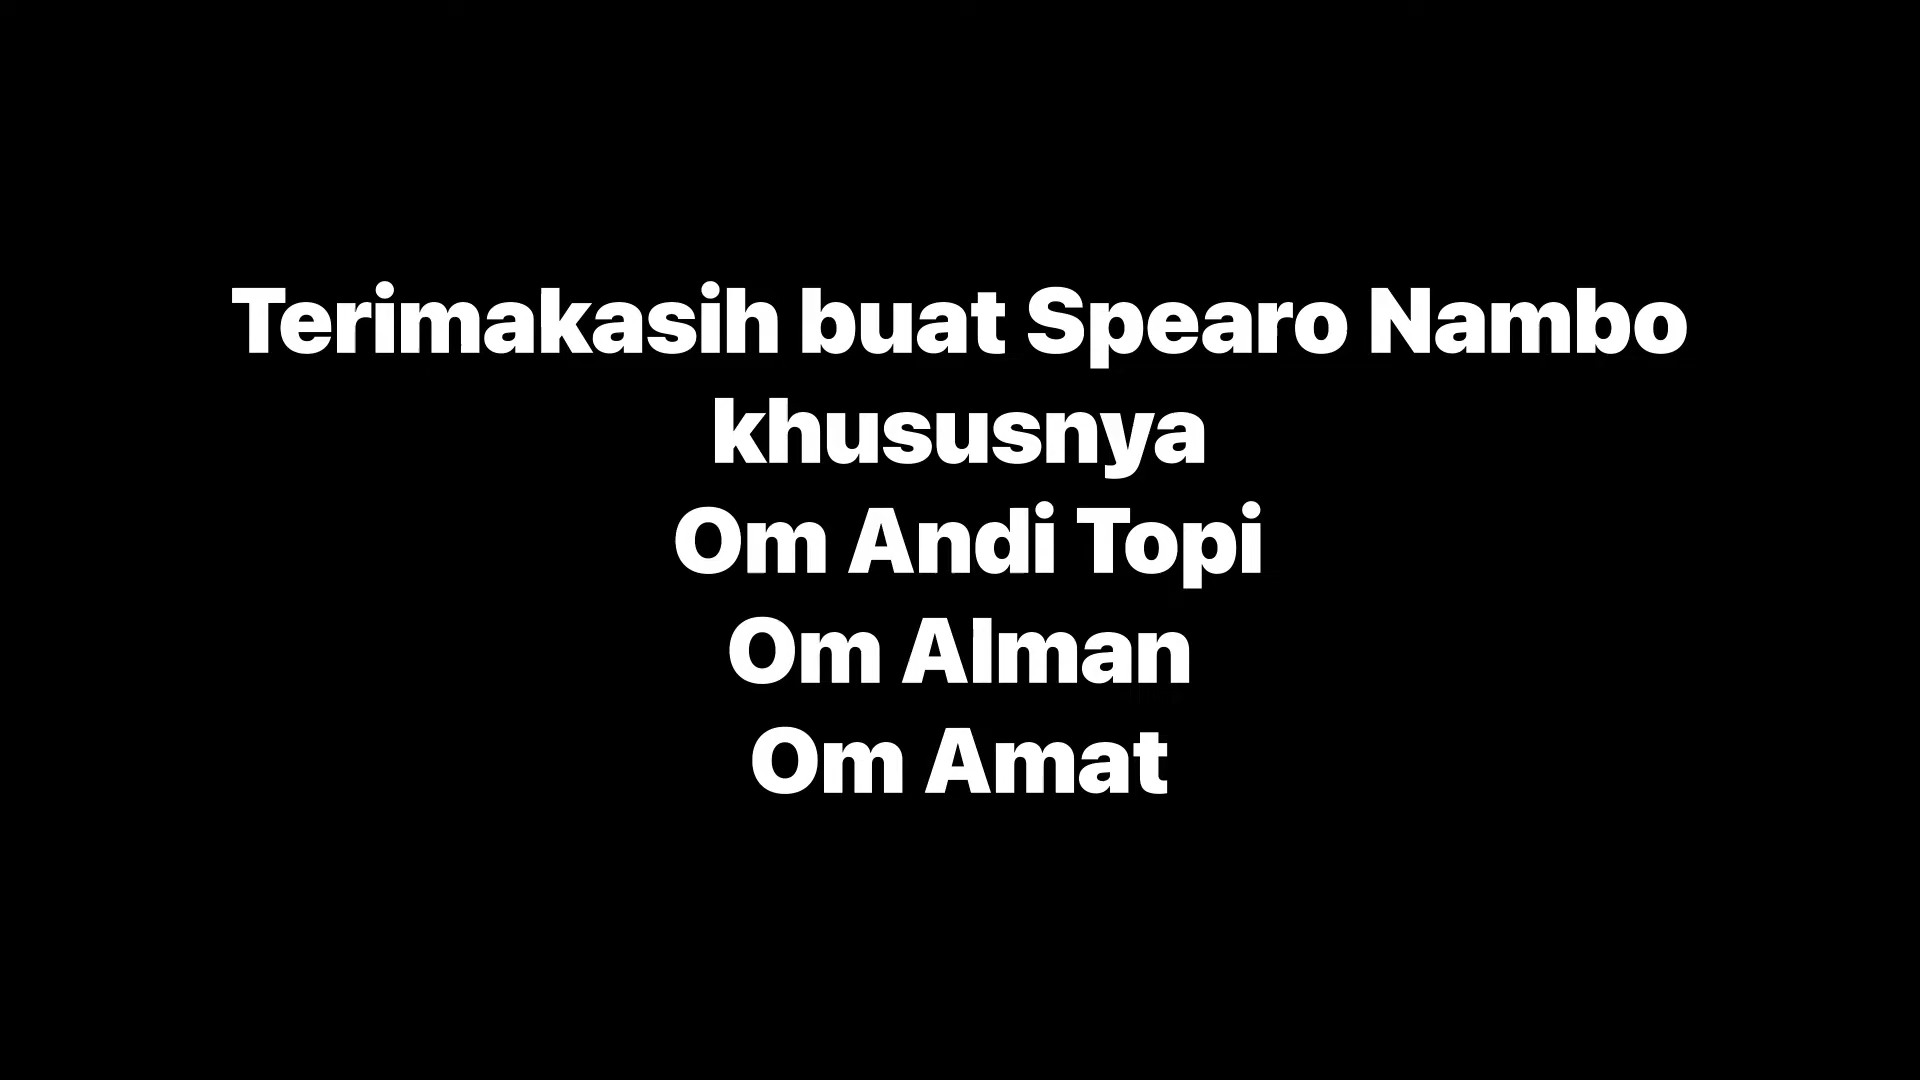 Terimakasih buat Spearo Nambo
khususnya
Om Andi Topi
Om Alman
Om Amat